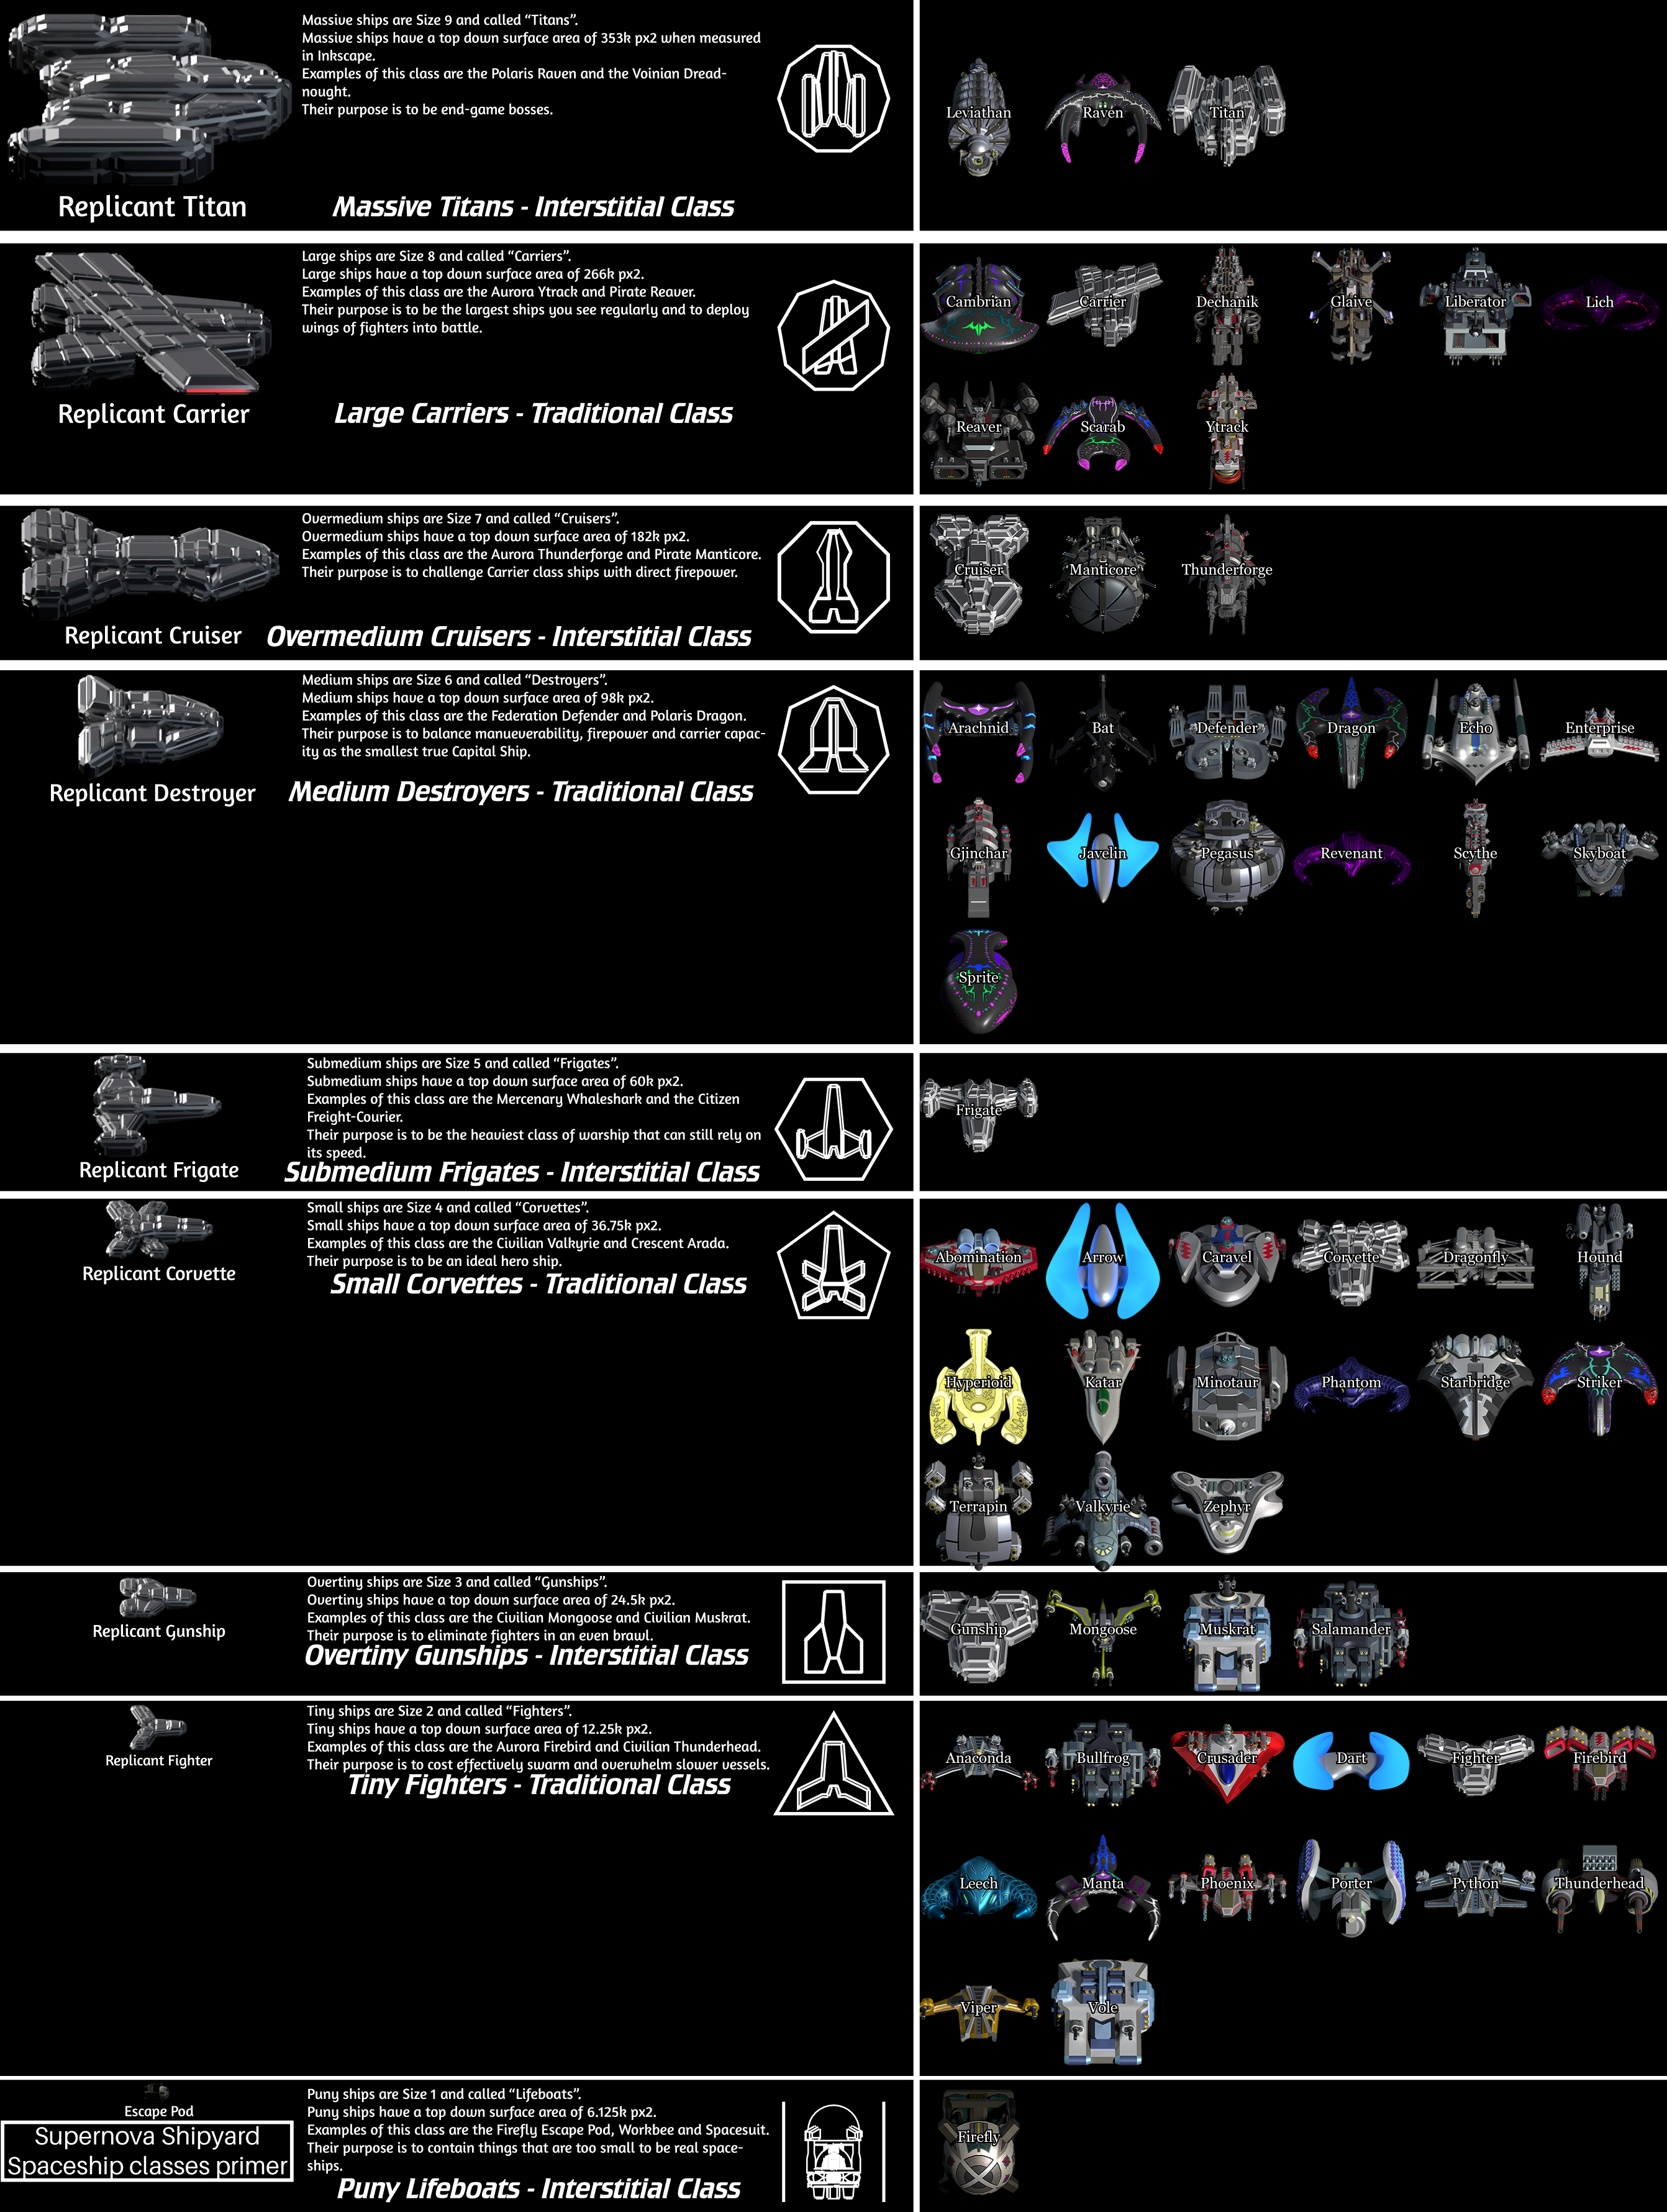 Massive ships are Size 9 and called “Titans”.
Massive ships have a top down surface area of 353k px2 when measured
in Inkscape.
Examples of this class are the Polaris Raven and the Voinian Dread-
nought.
Their purpose is to be end-game bosses.
Replicant Titan
Massive Titans - Interstitial Class
Leviathan
Raven
Titan
Large ships are Size 8 and called “Carriers”.
Large ships have a top down surface area of 266k px2.
Examples of this class are the Aurora Ytrack and Pirate Reaver.
Their purpose is to be the largest ships you see regularly and to deploy
wings of fighters into battle.
Replicant Carrier
Large Carriers - Traditional Class
Cambrian
Carrier
Dechanik
Glaive
Liberator
Lich
Reaver
Scarab
Ytrack
Overmedium ships are Size 7 and called “Cruisers”.
Overmedium ships have a top down surface area of 182k px2.
Examples of this class are the Aurora Thunderforge and Pirate Manticore.
Their purpose is to challenge Carrier class ships with direct firepower.
Replicant Cruiser
Overmedium Cruisers - Interstitial Class
Cruiser
Manticore
Thunderforge
Medium ships are Size 6 and called “Destroyers”.
Medium ships have a top down surface area of 98k px2.
Examples of this class are the Federation Defender and Polaris Dragon.
Their purpose is to balance manueverability, firepower and carrier capac-
ity as the smallest true Capital Ship.
Replicant Destroyer
Medium Destroyers - Traditional Class
Arachnid
Bat
Defender
Dragon
Echo
Enterprise
Gjinchar
Javelin
Pegasus
Revenant
Scythe
Skyboat
Sprite
Submedium ships are Size 5 and called “Frigates”.
Submedium ships have a top down surface area of 60k px2.
Examples of this class are the Mercenary Whaleshark and the Citizen
Freight-Courier.
Their purpose is to be the heaviest class of warship that can still rely on
its speed.
Replicant Frigate
Submedium Frigates - Interstitial Class
Frigate
Small ships are Size 4 and called “Corvettes”.
Small ships have a top down surface area of 36.75k px2.
Examples of this class are the Civilian Valkyrie and Crescent Arada.
Their purpose is to be an ideal hero ship.
Replicant Corvette
Small Corvettes - Traditional Class
Abomination
Arrow
Caravel
Corvette
Dragonfly
Hound
Hyperioid
Katar
Minotaur
Phantom
Starbridge
Striker
Terrapin
Valkyrie
Zephyr
Overtiny ships are Size 3 and called “Gunships”.
Overtiny ships have a top down surface area of 24.5k px2.
Examples of this class are the Civilian Mongoose and Civilian Muskrat.
Their purpose is to eliminate fighters in an even brawl.
Replicant Gunship
Overtiny Gunships - Interstitial Class
Gunship
Mongoose
Muskrat
Salamander
Tiny ships are Size 2 and called “Fighters”.
Tiny ships have a top down surface area of 12.25k px2.
Examples of this class are the Aurora Firebird and Civilian Thunderhead.
Their purpose is to cost effectively swarm and overwhelm slower vessels.
Replicant Fighter
Tiny Fighters - Traditional Class
Anaconda
Bullfrog
Crusader
Dart
Fighter
Firebird
Leech
Manta
Phoenix
Porter
Python
Thunderhead
Viper
Vole
Puny ships are Size 1 and called “Lifeboats”.
Puny ships have a top down surface area of 6.125k px2.
Examples of this class are the Firefly Escape Pod, Workbee and Spacesuit.
Their purpose is to contain things that are too small to be real space-
ships.
Escape Pod
Supernova Shipyard
Spaceship classes primer
Puny Lifeboats - Interstitial Class
Firefly